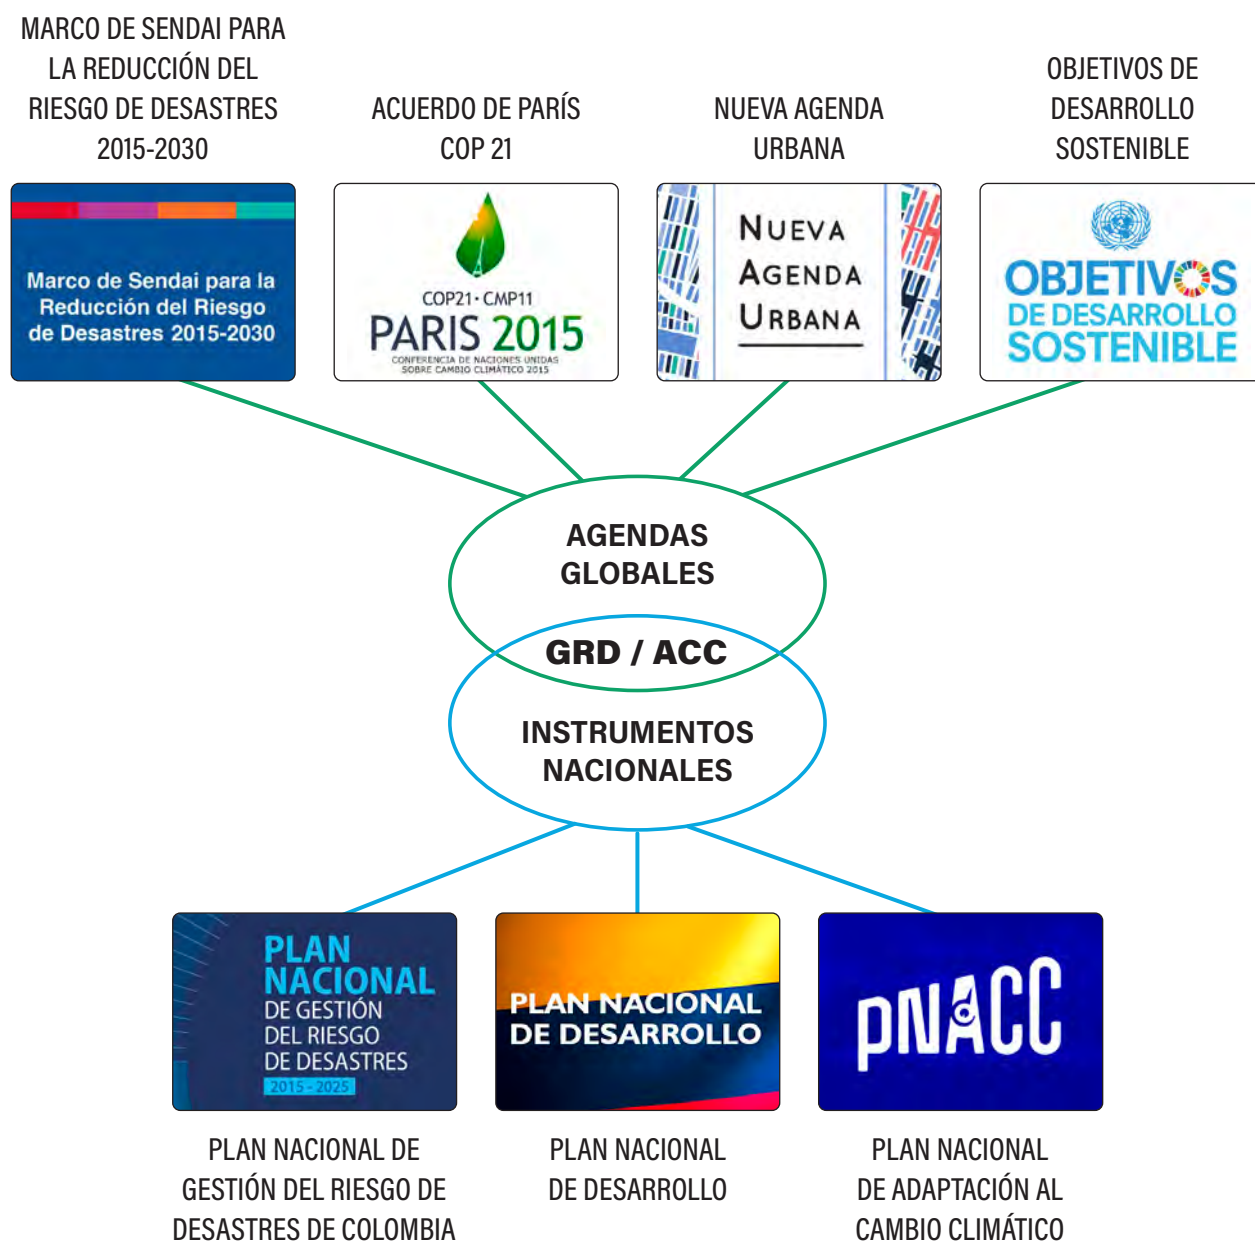 MARCO DE SENDAI PARA
LA REDUCCIÓN DEL
RIESGO DE DESASTRES
2015-2030
ACUERDO DE PARÍS
COP 21
NUEVA AGENDA
URBANA
OBJETIVOS DE
DESARROLLO
SOSTENIBLE
Marco de Sendai para la
Reducción del Riesgo
de Desastres 2015-2030
COP21 · CMP11
PARIS 2015
CONFERENCIA DE NACIONES UNIDAS
SOBRE CAMBIO CLIMÁTICO 2015
NUEVA
AGENDA
URBANA
OBJETIVOS
DE DESARROLLO
SOSTENIBLE
AGENDAS
GLOBALES
GRD / ACC
INSTRUMENTOS
NACIONALES
PLAN
NACIONAL
DE GESTIÓN
DEL RIESGO
DE DESASTRES
2015 - 2025
PLAN NACIONAL
DE DESARROLLO
pNACC
PLAN NACIONAL DE
GESTIÓN DEL RIESGO DE
DESASTRES DE COLOMBIA
PLAN NACIONAL
DE DESARROLLO
PLAN NACIONAL
DE ADAPTACIÓN AL
CAMBIO CLIMÁTICO